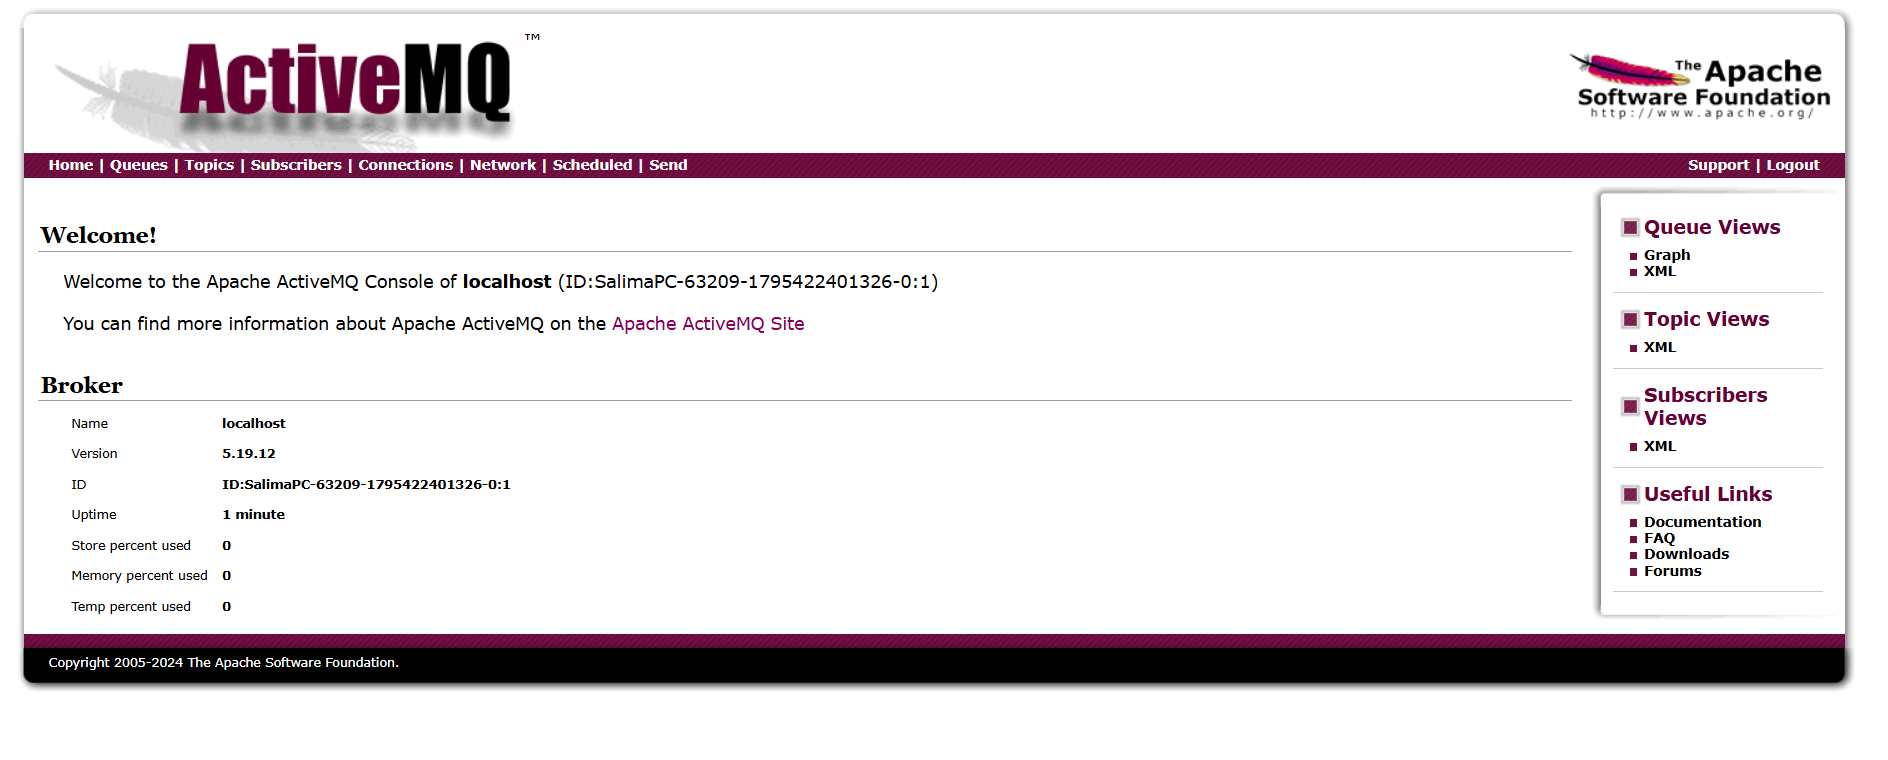 ActiveMQ ™
The Apache
Software Foundation
http://www.apache.org/
Home | Queues | Topics | Subscribers | Connections | Network | Scheduled | Send
Support | Logout
Welcome!
Welcome to the Apache ActiveMQ Console of localhost (ID:SalimaPC-63209-1795422401326-0:1)
You can find more information about Apache ActiveMQ on the Apache ActiveMQ Site
Broker
Name localhost
Version 5.19.12
ID ID:SalimaPC-63209-1795422401326-0:1
Uptime 1 minute
Store percent used 0
Memory percent used 0
Temp percent used 0
Queue Views
Graph
XML
Topic Views
XML
Subscribers
Views
XML
Useful Links
Documentation
FAQ
Downloads
Forums
Copyright 2005-2024 The Apache Software Foundation.